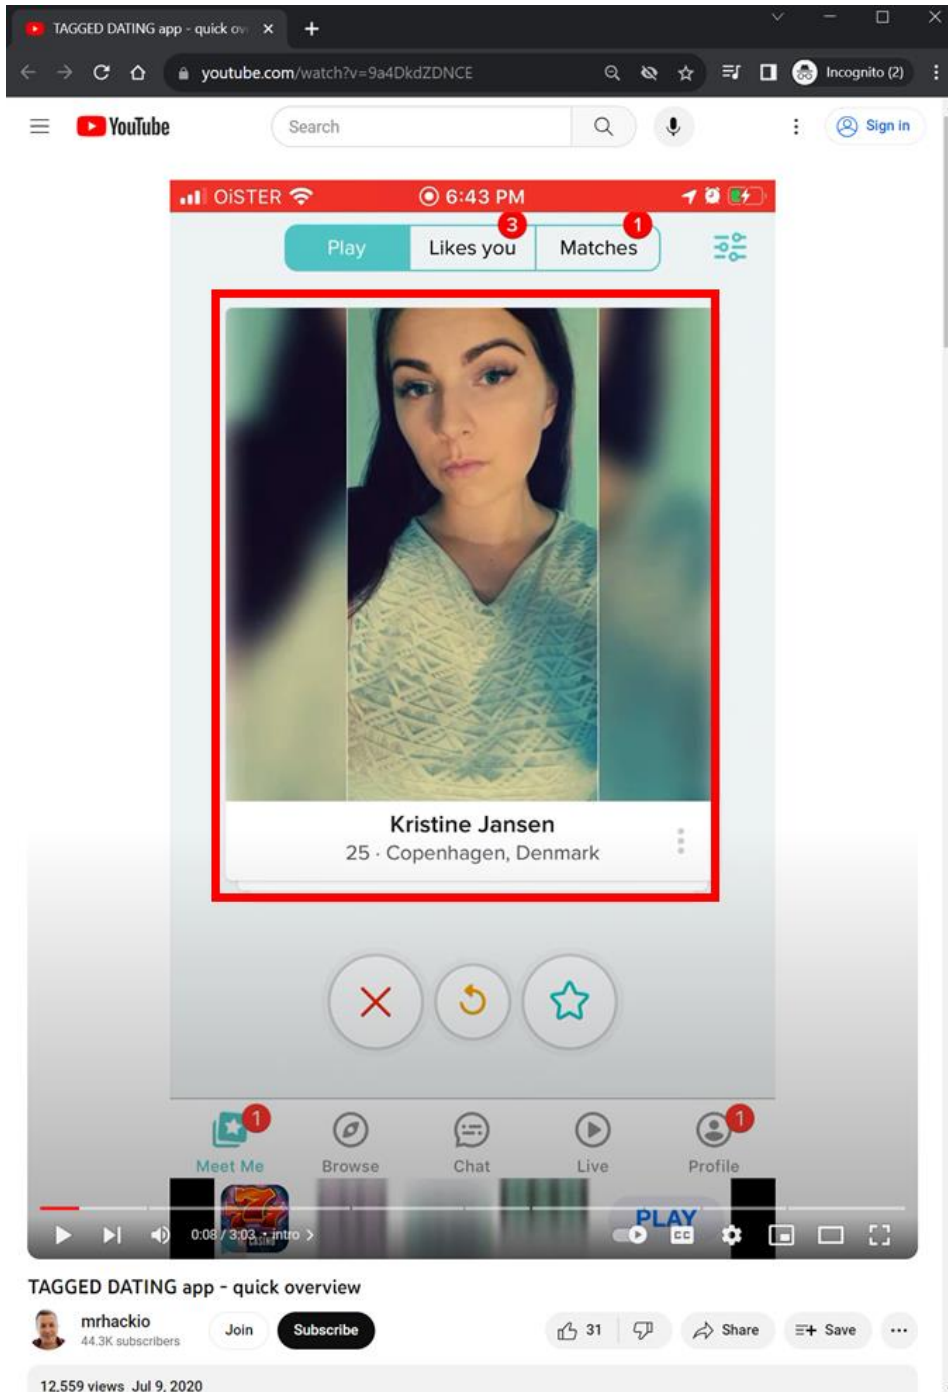 TAGGED DATING app - quick ov
youtube.com/watch?v=9a4DkdZDNCE
Incognito (2)
YouTube
Search
Sign in
OiSTER
6:43 PM
Play
Likes you
3
Matches
1
Kristine Jansen
25 · Copenhagen, Denmark
1
1
Meet Me
Browse
Chat
Live
Profile
777
CASINO
PLAY
0:08 / 3:03 · intro >
CC
TAGGED DATING app - quick overview
mrhackio
44.3K subscribers
Join
Subscribe
31
Share
Save
12,559 views Jul 9, 2020